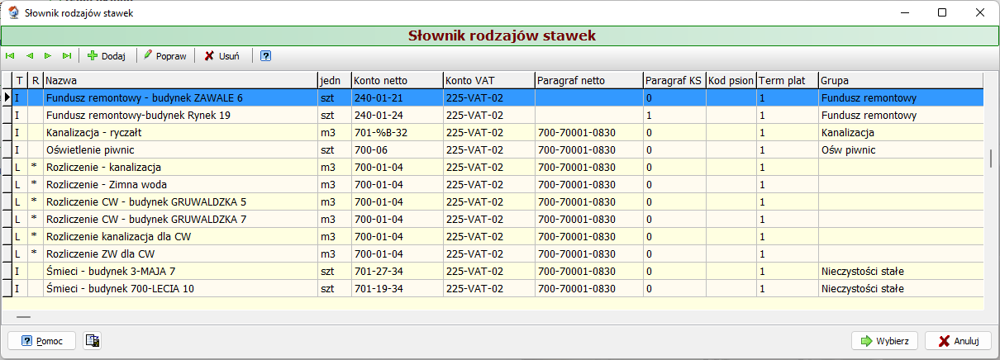 Słownik rodzajów stawek
Słownik rodzajów stawek
Dodaj Popraw Usuń
T R Nazwa jedn Konto netto Konto VAT Paragraf netto Paragraf KS Kod psion Term plat Grupa
I Fundusz remontowy - budynek ZAWALE 6 szt 240-01-21 225-VAT-02 0 1 Fundusz remontowy
I Fundusz remontowy-budynek Rynek 19 szt 240-01-24 225-VAT-02 1 1 Fundusz remontowy
I Kanalizacja - ryczałt m3 701-%B-32 225-VAT-02 700-70001-0830 0 1 Kanalizacja
I Oświetlenie piwnic szt 700-06 225-VAT-02 700-70001-0830 0 1 Ośw piwnic
L * Rozliczenie - kanalizacja m3 700-01-04 225-VAT-02 700-70001-0830 0 1
L * Rozliczenie - Zimna woda m3 700-01-04 225-VAT-02 700-70001-0830 0 1
L * Rozliczenie CW - budynek GRUWALDZKA 5 m3 700-01-04 225-VAT-02 700-70001-0830 0 1
L * Rozliczenie CW - budynek GRUWALDZKA 7 m3 700-01-04 225-VAT-02 700-70001-0830 0 1
L * Rozliczenie kanalizacja dla CW m3 700-01-04 225-VAT-02 700-70001-0830 0 1
L * Rozliczenie ZW dla CW m3 700-01-04 225-VAT-02 700-70001-0830 0 1
I Śmieci - budynek 3-MAJA 7 szt 701-27-34 225-VAT-02 700-70001-0830 0 1 Nieczystości stałe
I Śmieci - budynek 700-LECIA 10 szt 701-19-34 225-VAT-02 700-70001-0830 0 1 Nieczystości stałe
Pomoc Wybierz Anuluj